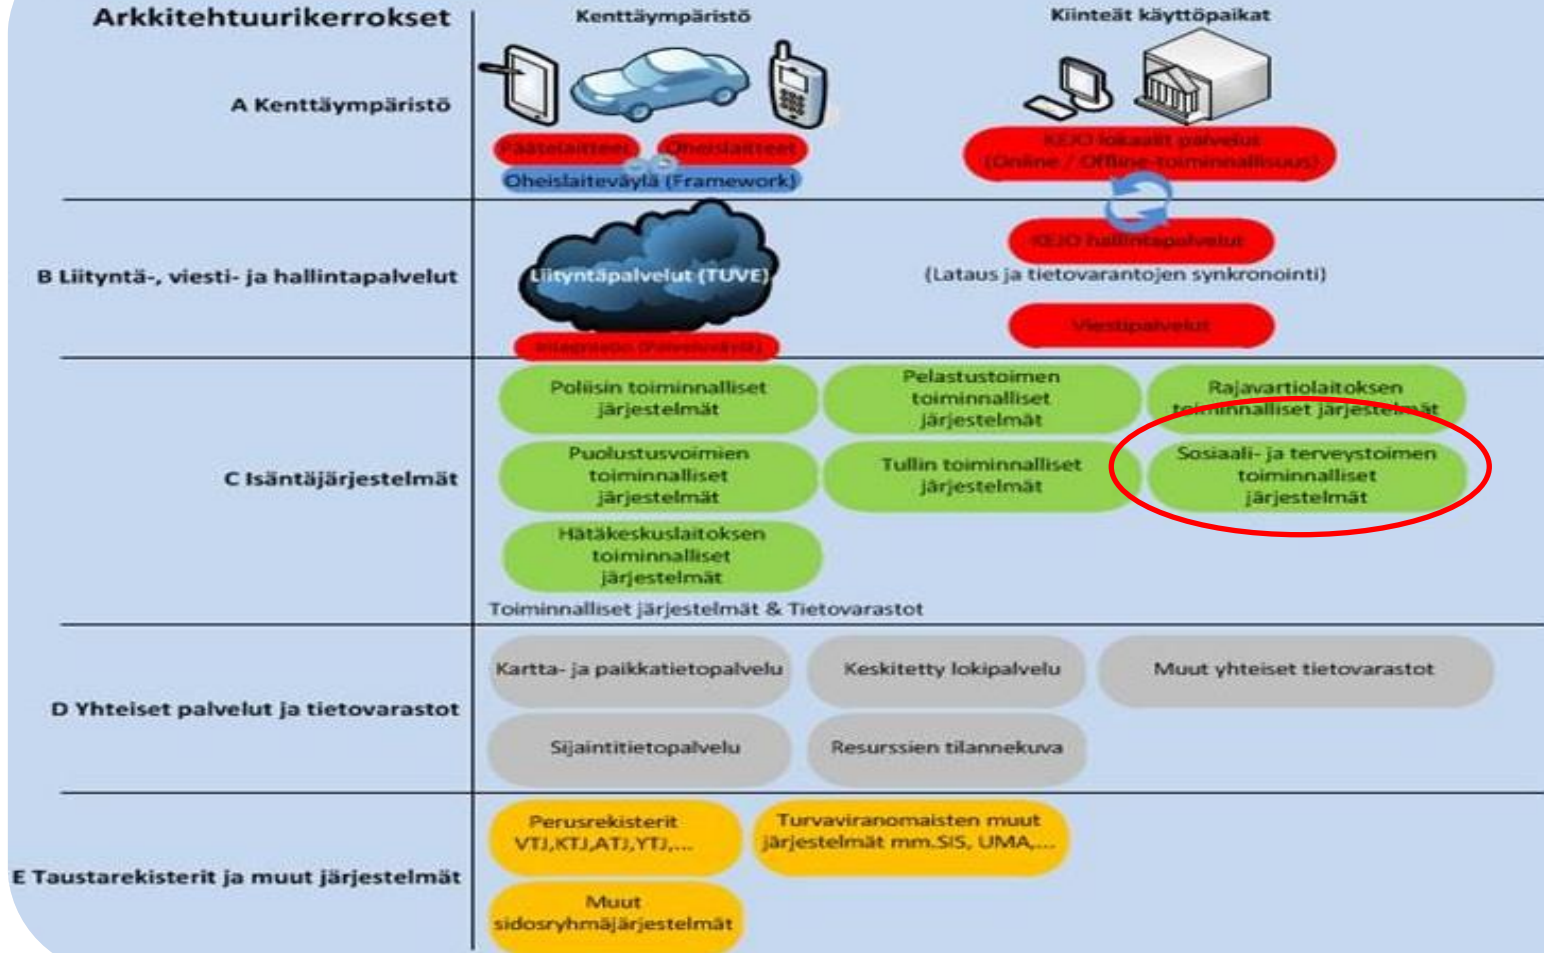 Arkkitehtuurikerrokset
Kenttäympäristö
Kiinteät käyttöpaikat
A Kenttäympäristö
Päätelaitteet
Oheislaitteet
Oheislaiteväylä (Framework)
KEJO lokaalit palvelut
(Online / Offline-toiminnallisuus)
B Liityntä-, viesti- ja hallintapalvelut
Liityntäpalvelut (TUVE)
Integraatio (Palveluväylä)
KEJO hallintapalvelut
(Lataus ja tietovarantojen synkronointi)
Viestipalvelut
C Isäntäjärjestelmät
Poliisin toiminnalliset
järjestelmät
Pelastustoimen
toiminnalliset
järjestelmät
Rajavartiolaitoksen
toiminnalliset järjestelmät
Puolustusvoimien
toiminnalliset
järjestelmät
Tullin toiminnalliset
järjestelmät
Sosiaali- ja terveystoimen
toiminnalliset
järjestelmät
Hätäkeskuslaitoksen
toiminnalliset
järjestelmät
Toiminnalliset järjestelmät & Tietovarastot
D Yhteiset palvelut ja tietovarastot
Kartta- ja paikkatietopalvelu
Keskitetty lokipalvelu
Muut yhteiset tietovarastot
Sijaintitietopalvelu
Resurssien tilannekuva
E Taustarekisterit ja muut järjestelmät
Perusrekisterit
VTJ,KTJ,ATJ,YTJ,...
Turvaviranomaisten muut
järjestelmät mm.SIS, UMA,...
Muut
sidosryhmäjärjestelmät